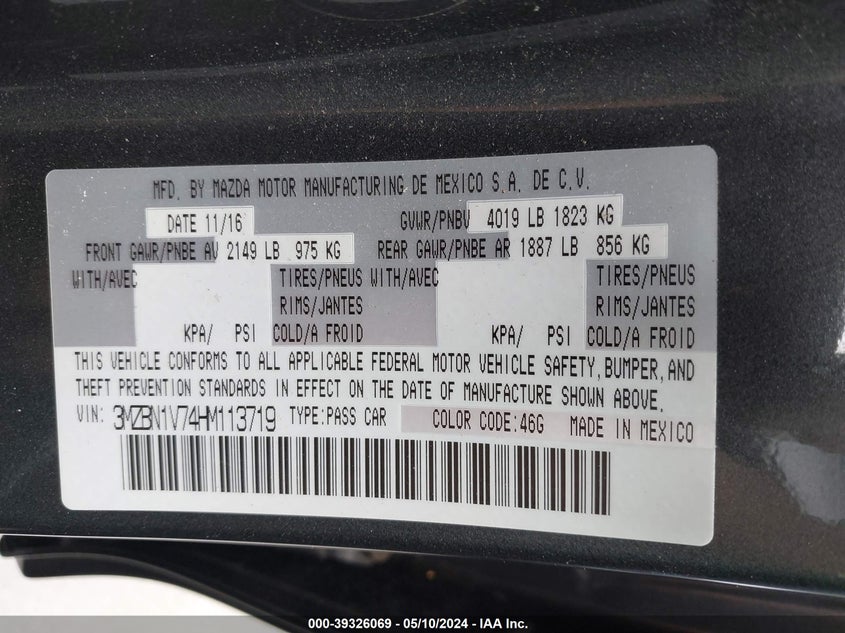 MFD. BY MAZDA MOTOR MANUFACTURING DE MEXICO S.A. DE C.V.
DATE 11/16 GVWR/PNBV 4019 LB 1823 KG
FRONT GAWR/PNBE AV 2149 LB 975 KG REAR GAWR/PNBE AR 1887 LB 856 KG
WITH/AVEC TIRES/PNEUS WITH/AVEC TIRES/PNEUS
RIMS/JANTES RIMS/JANTES
KPA/ PSI COLD/A FROID KPA/ PSI COLD/A FROID
THIS VEHICLE CONFORMS TO ALL APPLICABLE FEDERAL MOTOR VEHICLE SAFETY, BUMPER, AND
THEFT PREVENTION STANDARDS IN EFFECT ON THE DATE OF MANUFACTURE SHOWN ABOVE.
VIN: 3MZBN1V74HM113719 TYPE:PASS CAR COLOR CODE:46G MADE IN MEXICO
000-39326069 - 05/10/2024 - IAA Inc.